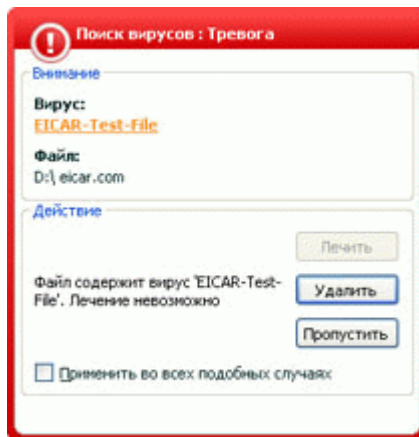 Поиск вирусов : Тревога
Внимание
Вирус:
EICAR-Test-File
Файл:
D:\ eicar.com
Действие
Лечить
Файл содержит вирус 'EICAR-Test-
File'. Лечение невозможно
Удалить
Пропустить
Применить во всех подобных случаях